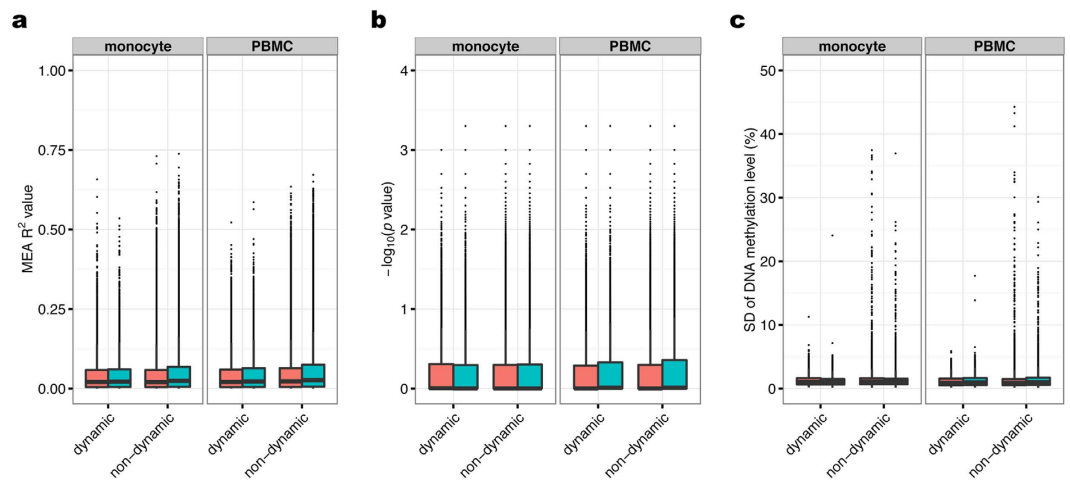 a
monocyte PBMC
MEA R² value
1.00
0.75
0.50
0.25
0.00
dynamic
non−dynamic
dynamic
non−dynamic
b
monocyte PBMC
−log₁₀(p value)
4
3
2
1
0
dynamic
non−dynamic
dynamic
non−dynamic
c
monocyte PBMC
SD of DNA methylation level (%)
50
40
30
20
10
0
dynamic
non−dynamic
dynamic
non−dynamic